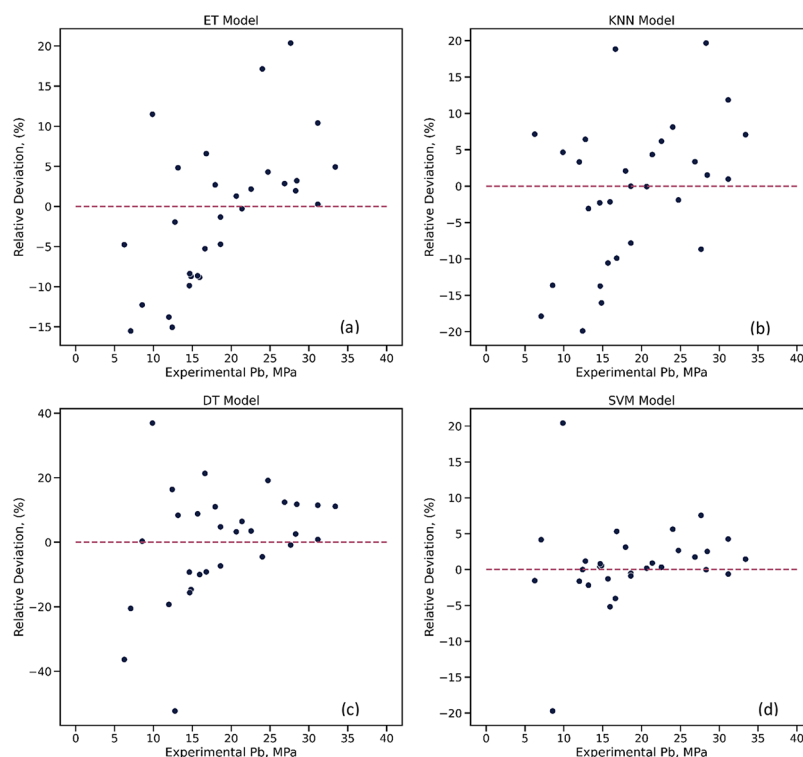 ET Model
Relative Deviation, (%)
20
15
10
5
0
−5
−10
−15
(a)
0 5 10 15 20 25 30 35 40
Experimental Pb, MPa
KNN Model
Relative Deviation, (%)
20
15
10
5
0
−5
−10
−15
−20
(b)
0 5 10 15 20 25 30 35 40
Experimental Pb, MPa
DT Model
Relative Deviation, (%)
40
20
0
−20
−40
(c)
0 5 10 15 20 25 30 35 40
Experimental Pb, MPa
SVM Model
Relative Deviation, (%)
20
15
10
5
0
−5
−10
−15
−20
(d)
0 5 10 15 20 25 30 35 40
Experimental Pb, MPa